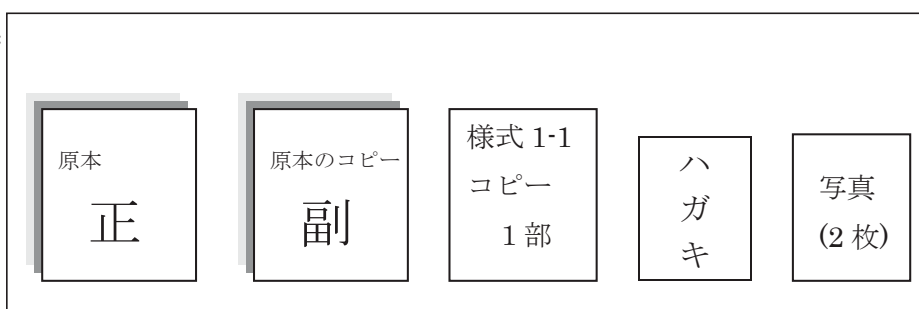 原本
正
原本のコピー
副
様式 1-1
コピー
1 部
ハガキ
写真
(2 枚)